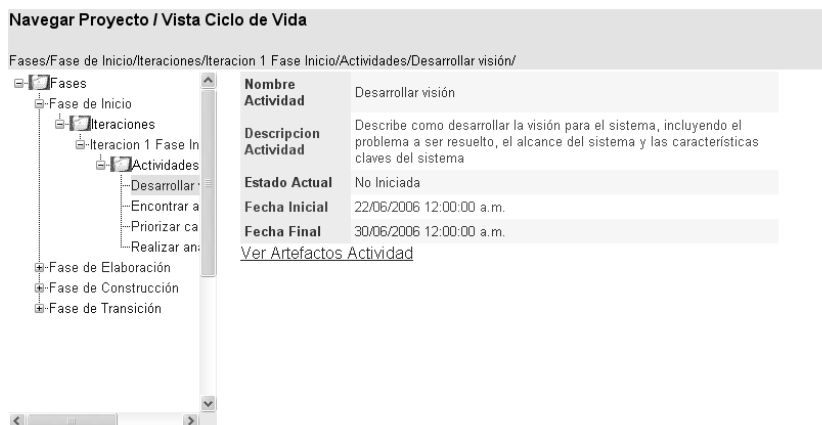 Navegar Proyecto / Vista Ciclo de Vida
Fases/Fase de Inicio/Iteraciones/Iteracion 1 Fase Inicio/Actividades/Desarrollar visión/
Fases
Fase de Inicio
Iteraciones
Iteracion 1 Fase In
Actividades
Desarrollar
Encontrar a
Priorizar ca
Realizar an
Fase de Elaboración
Fase de Construcción
Fase de Transición
Nombre
Actividad
Desarrollar visión
Descripcion
Actividad
Describe como desarrollar la visión para el sistema, incluyendo el
problema a ser resuelto, el alcance del sistema y las características
claves del sistema
Estado Actual No Iniciada
Fecha Inicial 22/06/2006 12:00:00 a.m.
Fecha Final 30/06/2006 12:00:00 a.m.
Ver Artefactos Actividad